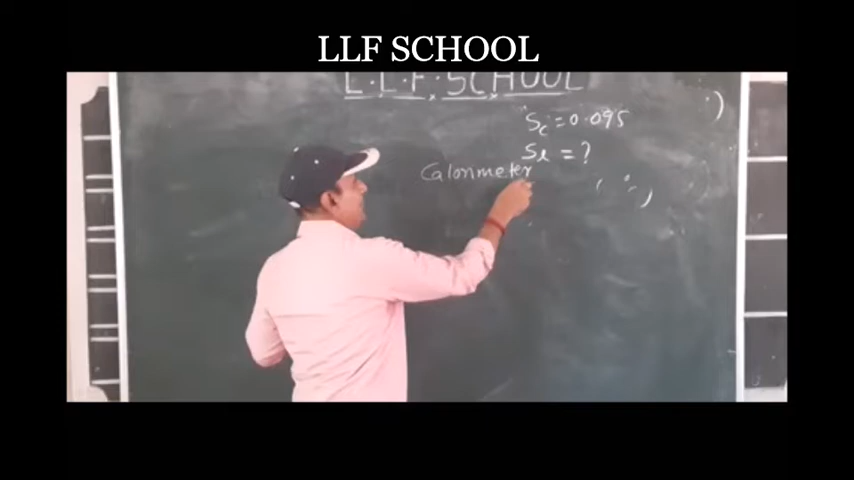 LLF SCHOOL
L.L.F.SCHOOL
Sc = 0.095
Sl = ?
Calorimeter